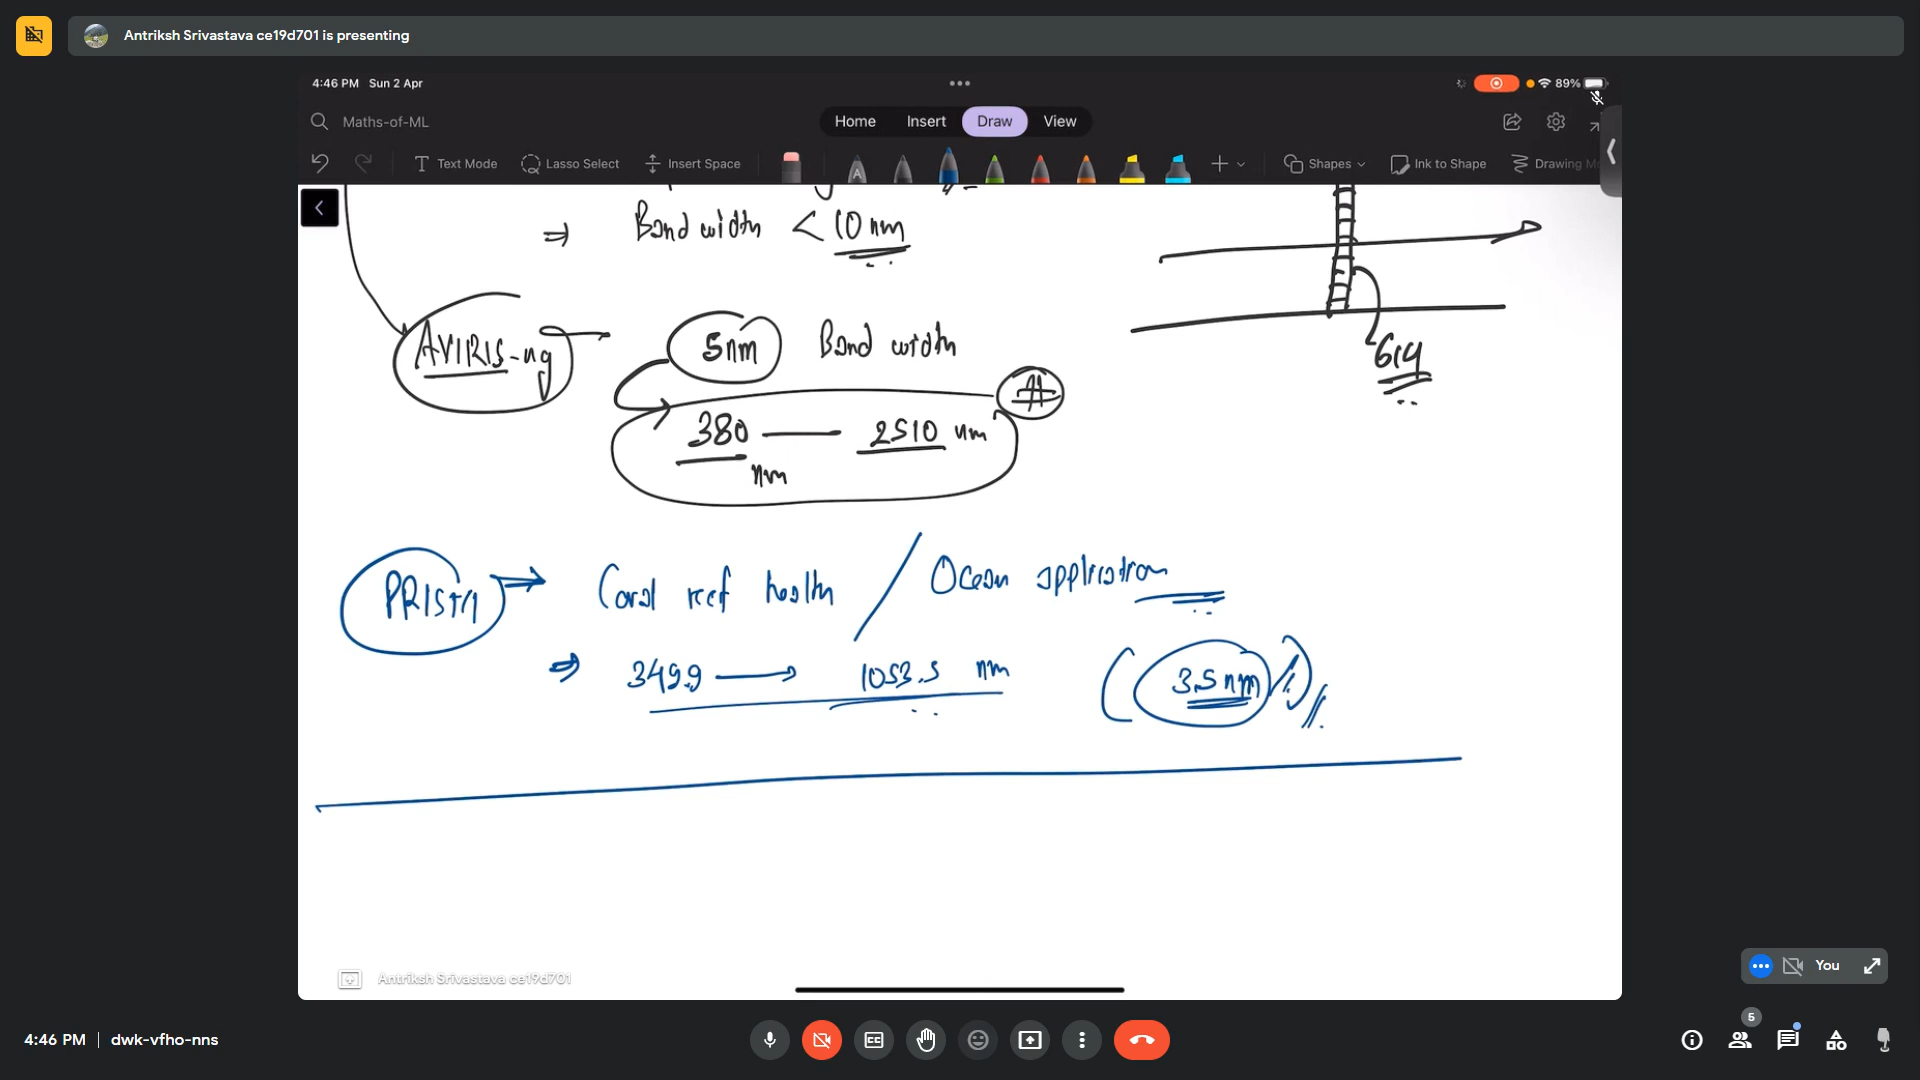 Antriksh Srivastava ce19d701 is presenting
4:46 PM Sun 2 Apr
89%
Maths-of-ML
Home Insert Draw View
Text Mode Lasso Select Insert Space Shapes Ink to Shape Drawing
⇒ Band width < 10 nm
AVIRIS-ng → 5nm Band width
614
#
380 — 2510 nm
nm
PRISM → Coral reef health / Ocean application
⇒ 349.9 → 1053.5 nm (3.5nm)
Antriksh Srivastava ce19d701
You
5
4:46 PM | dwk-vfho-nns